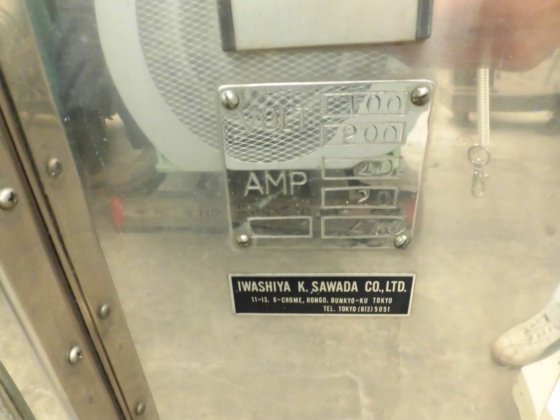 VOLT 100
200
AMP 40
20
IWASHIYA K. SAWADA CO., LTD.
11-13, 6-CHOME, HONGO, BUNKYO-KU TOKYO
TEL. TOKYO (813) 5051